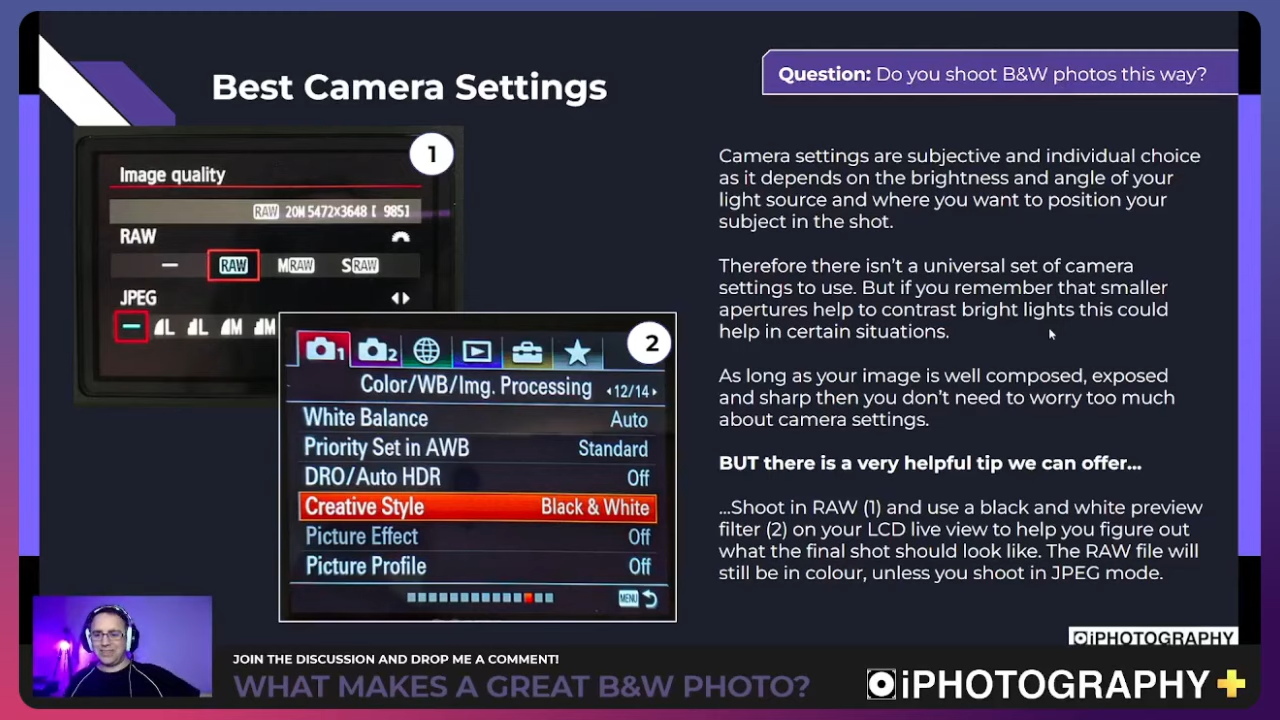 Best Camera Settings
Question: Do you shoot B&W photos this way?
1
Image quality
RAW 20M 5472×3648 [ 985]
RAW
— RAW MRAW SRAW
JPEG
— L L M M
2
1 2
Color/WB/Img. Processing 12/14
White Balance Auto
Priority Set in AWB Standard
DRO/Auto HDR Off
Creative Style Black & White
Picture Effect Off
Picture Profile Off
MENU
Camera settings are subjective and individual choice
as it depends on the brightness and angle of your
light source and where you want to position your
subject in the shot.
Therefore there isn't a universal set of camera
settings to use. But if you remember that smaller
apertures help to contrast bright lights this could
help in certain situations.
As long as your image is well composed, exposed
and sharp then you don't need to worry too much
about camera settings.
BUT there is a very helpful tip we can offer...
...Shoot in RAW (1) and use a black and white preview
filter (2) on your LCD live view to help you figure out
what the final shot should look like. The RAW file will
still be in colour, unless you shoot in JPEG mode.
iPHOTOGRAPHY
JOIN THE DISCUSSION AND DROP ME A COMMENT!
WHAT MAKES A GREAT B&W PHOTO?
iPHOTOGRAPHY+